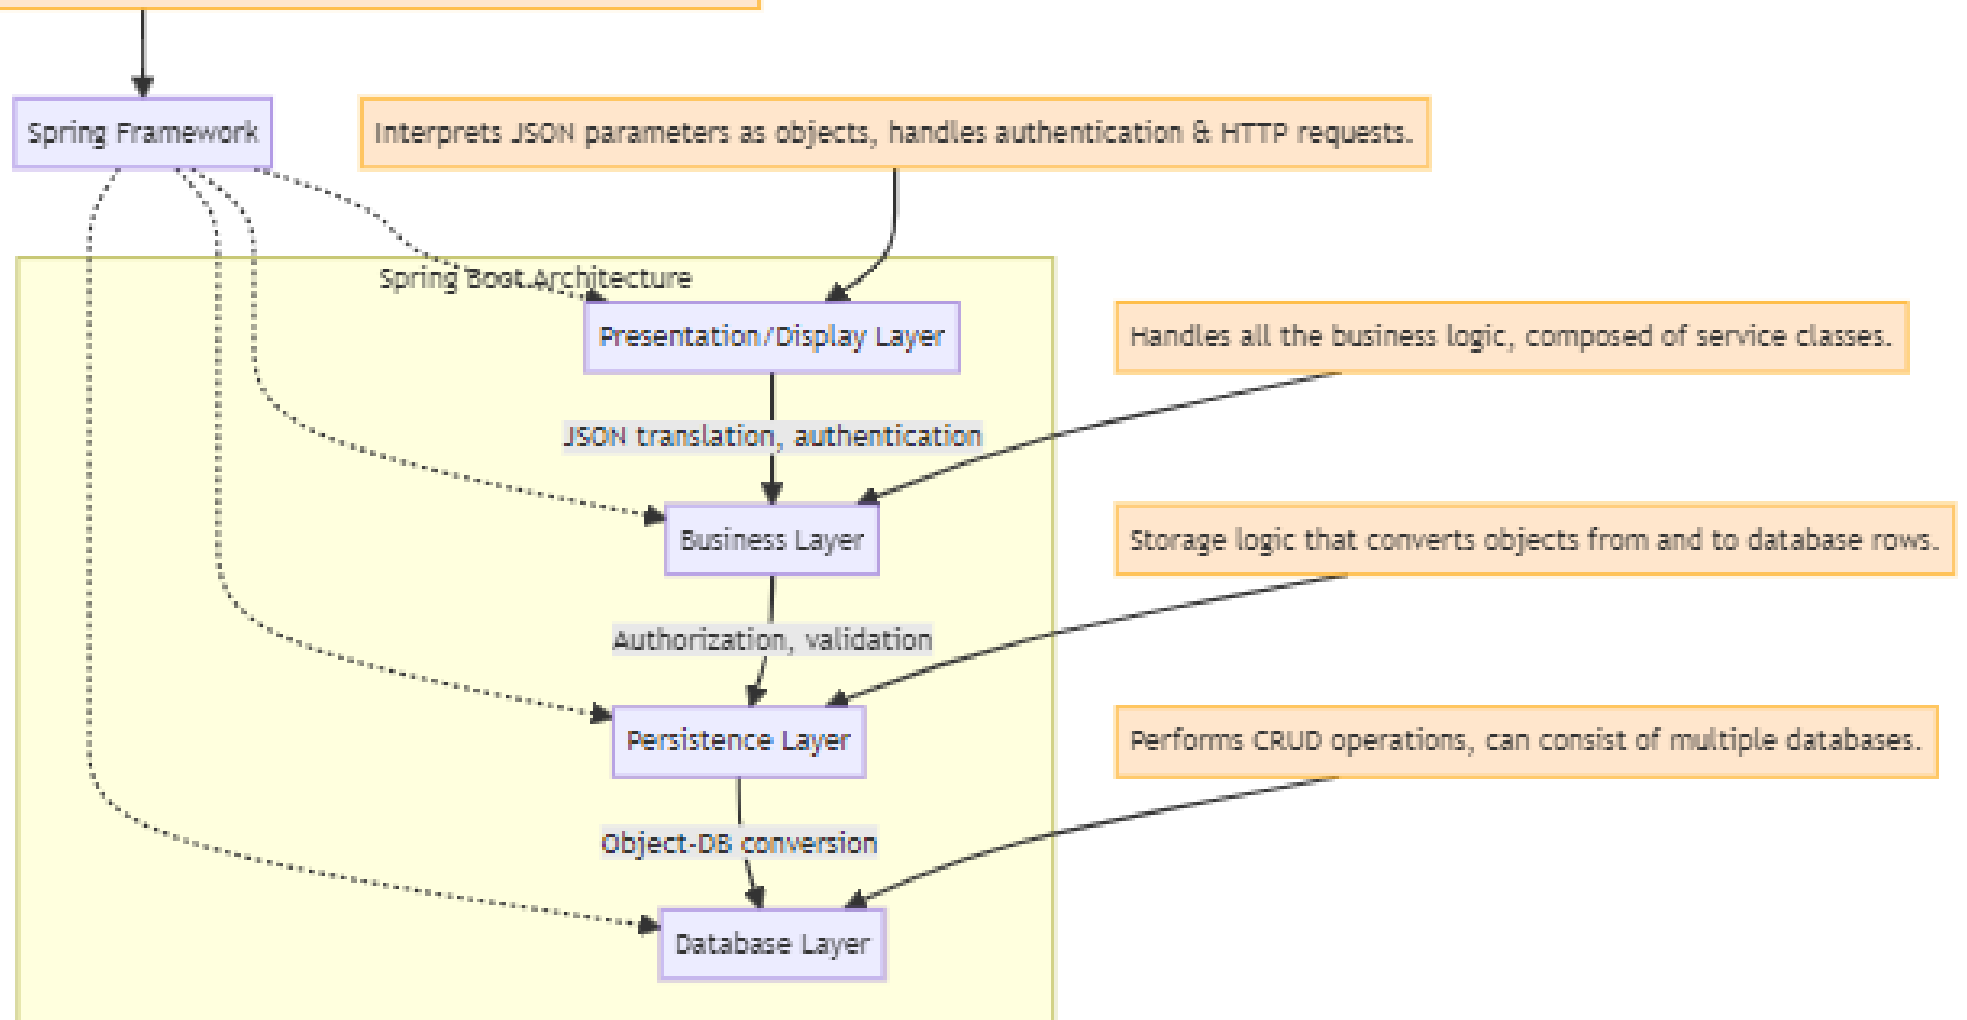 Spring Framework
Interprets JSON parameters as objects, handles authentication & HTTP requests.
Spring Boot Architecture
Presentation/Display Layer
Handles all the business logic, composed of service classes.
JSON translation, authentication
Business Layer
Storage logic that converts objects from and to database rows.
Authorization, validation
Persistence Layer
Performs CRUD operations, can consist of multiple databases.
Object-DB conversion
Database Layer